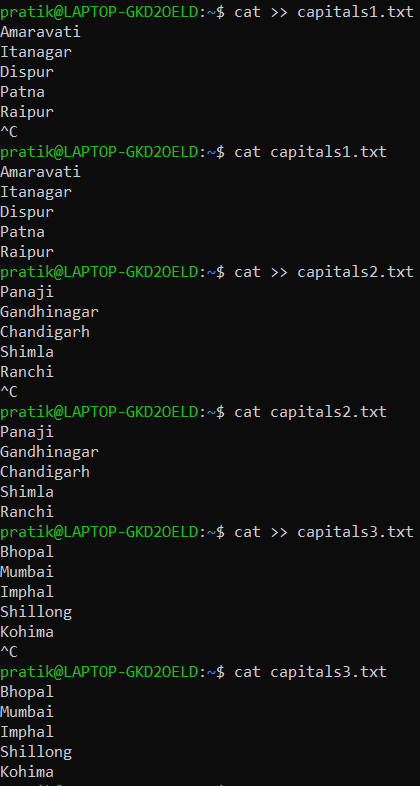 pratik@LAPTOP-GKD2OELD:~$ cat >> capitals1.txt
Amaravati
Itanagar
Dispur
Patna
Raipur
^C
pratik@LAPTOP-GKD2OELD:~$ cat capitals1.txt
Amaravati
Itanagar
Dispur
Patna
Raipur
pratik@LAPTOP-GKD2OELD:~$ cat >> capitals2.txt
Panaji
Gandhinagar
Chandigarh
Shimla
Ranchi
^C
pratik@LAPTOP-GKD2OELD:~$ cat capitals2.txt
Panaji
Gandhinagar
Chandigarh
Shimla
Ranchi
pratik@LAPTOP-GKD2OELD:~$ cat >> capitals3.txt
Bhopal
Mumbai
Imphal
Shillong
Kohima
^C
pratik@LAPTOP-GKD2OELD:~$ cat capitals3.txt
Bhopal
Mumbai
Imphal
Shillong
Kohima